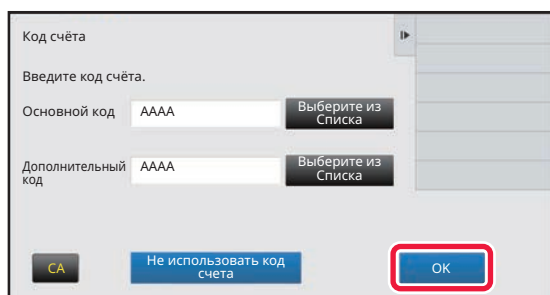 Код счёта
Введите код счёта.
Основной код AAAA Выберите из
Списка
Дополнительный
код AAAA Выберите из
Списка
CA Не использовать код
счета OK